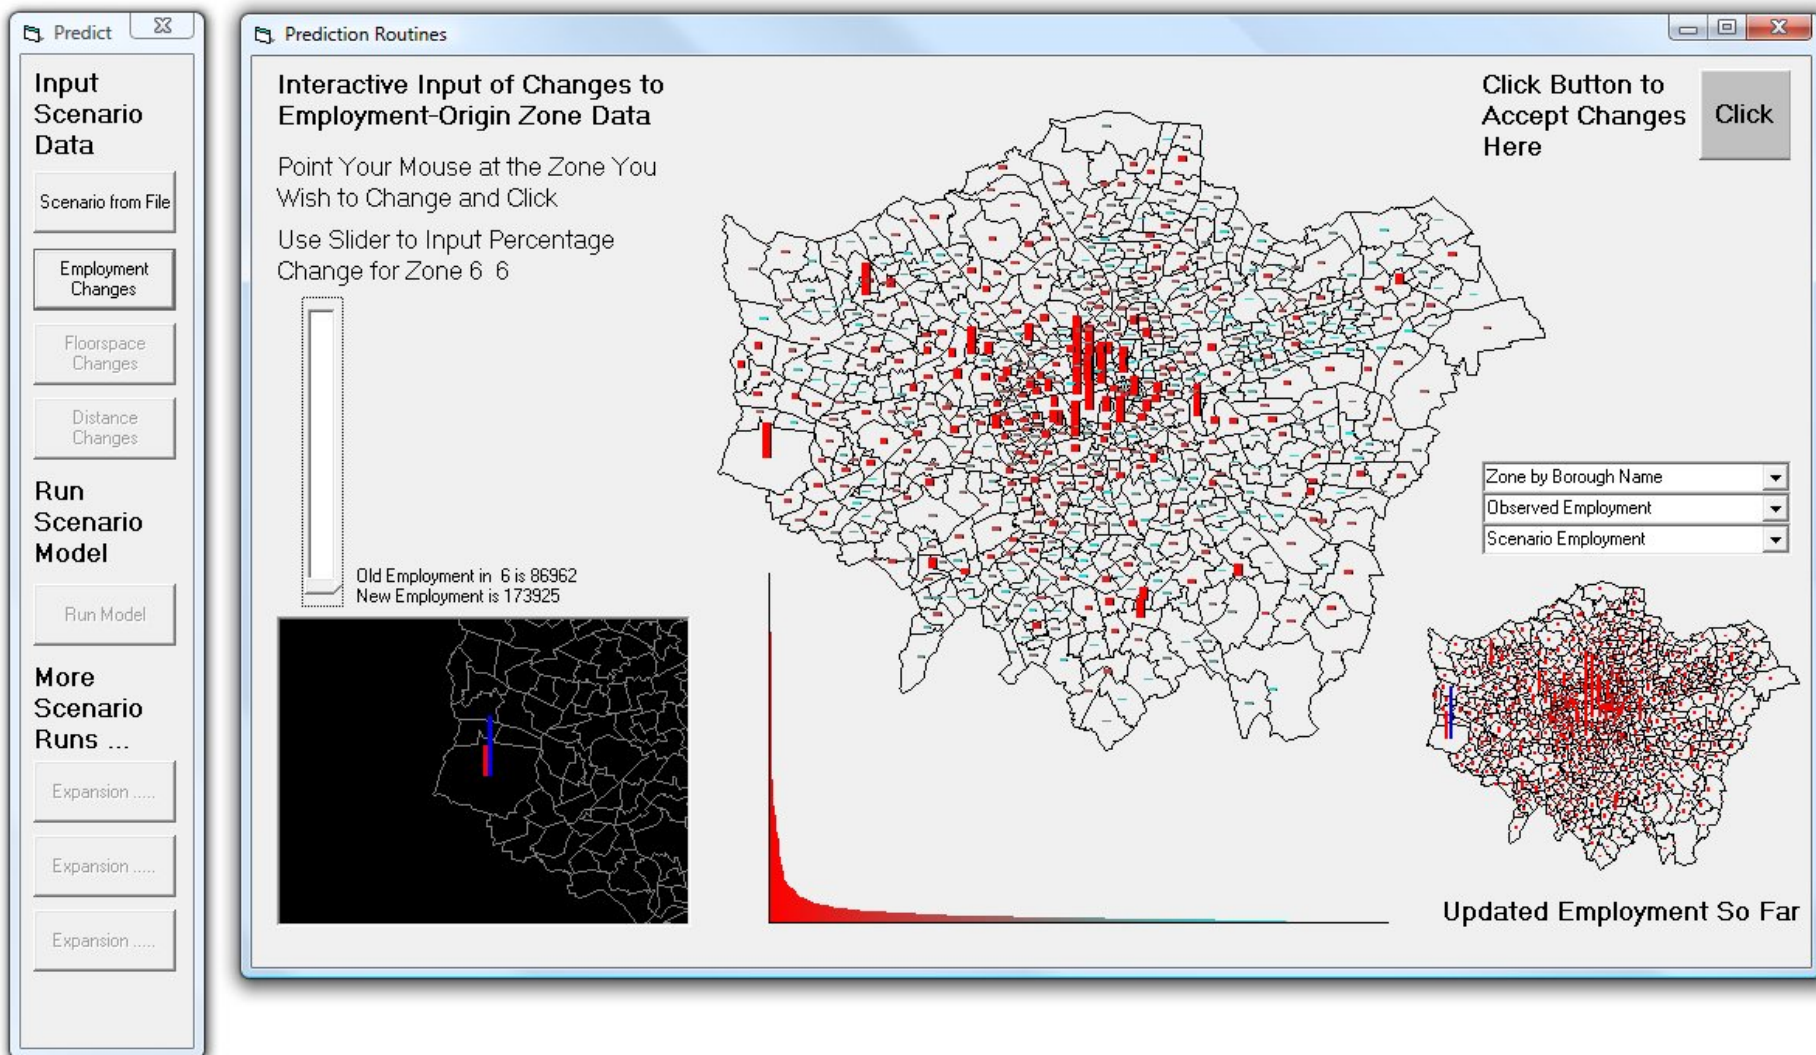 Predict
Input
Scenario
Data
Scenario from File
Employment
Changes
Floorspace
Changes
Distance
Changes
Run
Scenario
Model
Run Model
More
Scenario
Runs ...
Expansion .....
Expansion .....
Expansion .....
Prediction Routines
Interactive Input of Changes to
Employment-Origin Zone Data
Point Your Mouse at the Zone You
Wish to Change and Click
Use Slider to Input Percentage
Change for Zone 6 6
Old Employment in 6 is 86962
New Employment is 173925
Click Button to
Accept Changes
Here
Click
Zone by Borough Name
Observed Employment
Scenario Employment
Updated Employment So Far